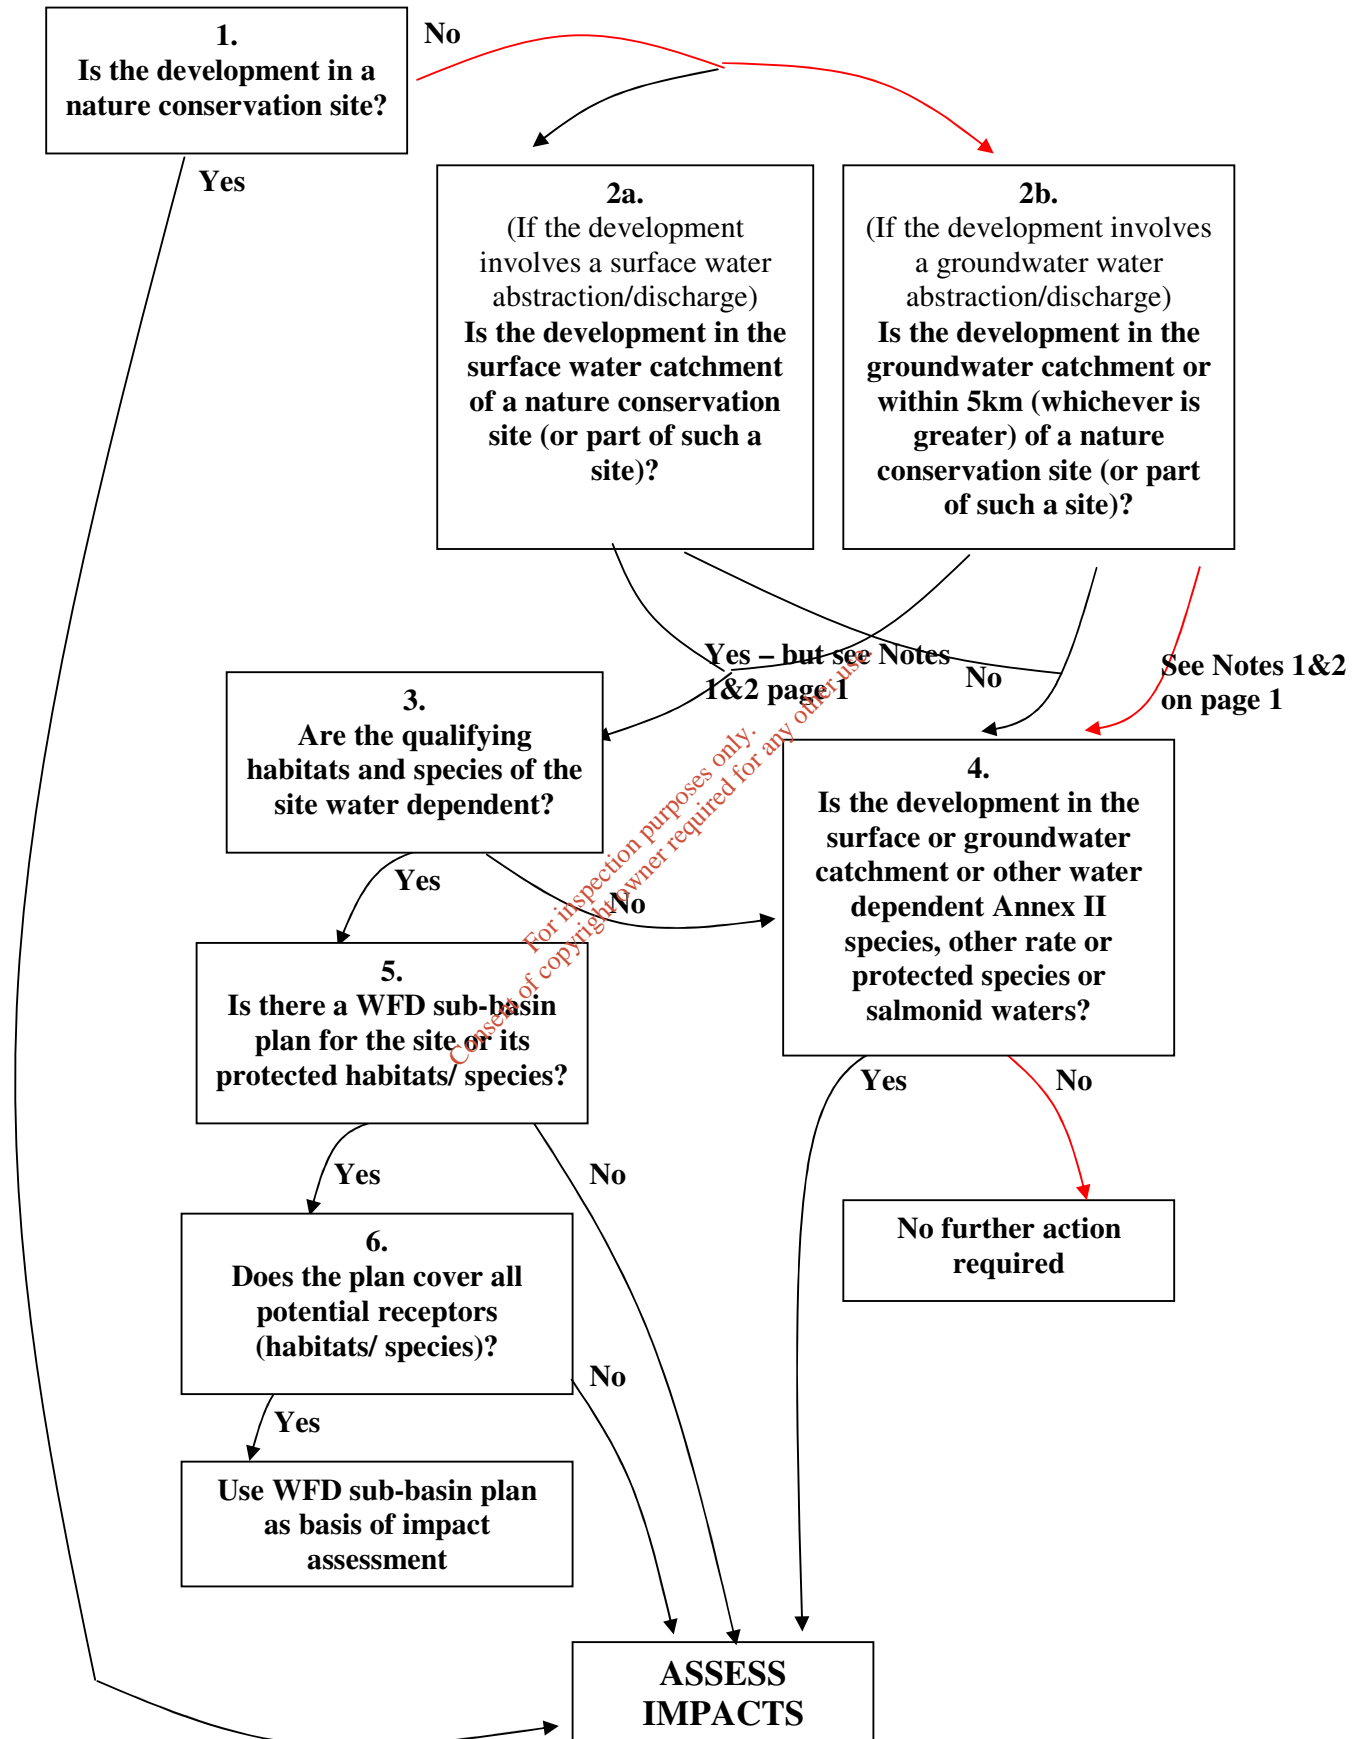 1.
Is the development in a
nature conservation site?
No
Yes
2a.
(If the development
involves a surface water
abstraction/discharge)
Is the development in the
surface water catchment
of a nature conservation
site (or part of such a
site)?
2b.
(If the development involves
a groundwater water
abstraction/discharge)
Is the development in the
groundwater catchment or
within 5km (whichever is
greater) of a nature
conservation site (or part
of such a site)?
Yes – but see Notes
1&2 page 1
No
See Notes 1&2
on page 1
3.
Are the qualifying
habitats and species of the
site water dependent?
Yes
No
4.
Is the development in the
surface or groundwater
catchment or other water
dependent Annex II
species, other rate or
protected species or
salmonid waters?
Yes
No
5.
Is there a WFD sub-basin
plan for the site or its
protected habitats/ species?
Yes
No
No further action
required
6.
Does the plan cover all
potential receptors
(habitats/ species)?
No
Yes
Use WFD sub-basin plan
as basis of impact
assessment
ASSESS
IMPACTS
For inspection purposes only.
Consent of copyright owner required for any other use.